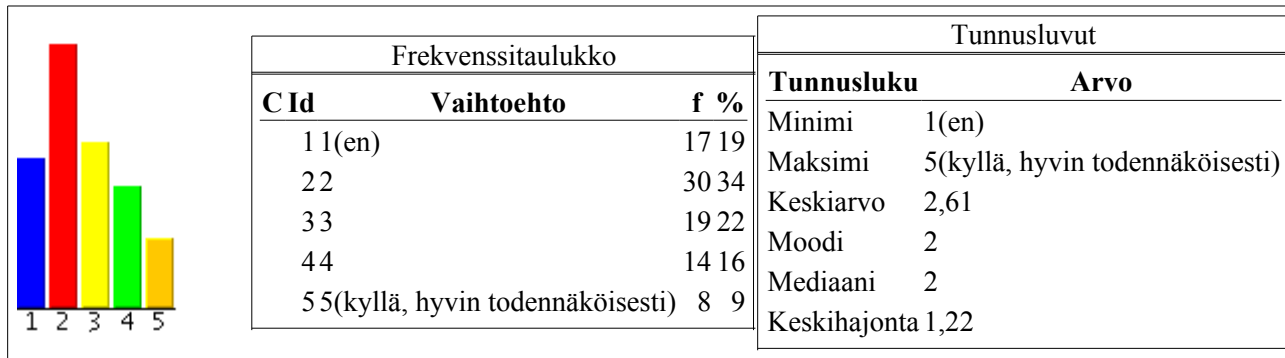 1 2 3 4 5
Frekvenssitaulukko
C Id Vaihtoehto f %
1 1(en) 17 19
2 2 30 34
3 3 19 22
4 4 14 16
5 5(kyllä, hyvin todennäköisesti) 8 9
Tunnusluvut
Tunnusluku Arvo
Minimi 1(en)
Maksimi 5(kyllä, hyvin todennäköisesti)
Keskiarvo 2,61
Moodi 2
Mediaani 2
Keskihajonta 1,22